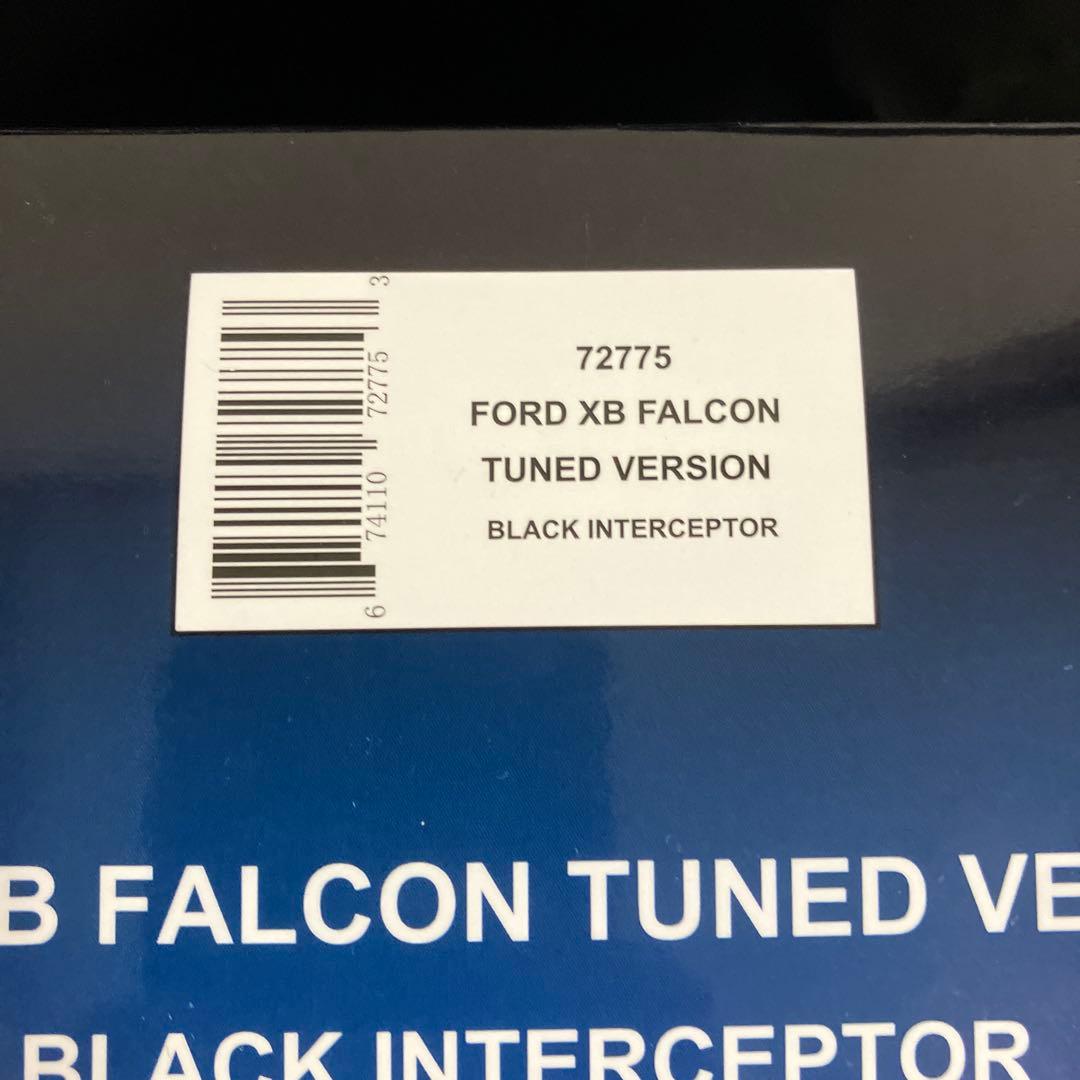 6 74110 72775 3
72775
FORD XB FALCON
TUNED VERSION
BLACK INTERCEPTOR
B FALCON TUNED VE
BLACK INTERCEPTOR